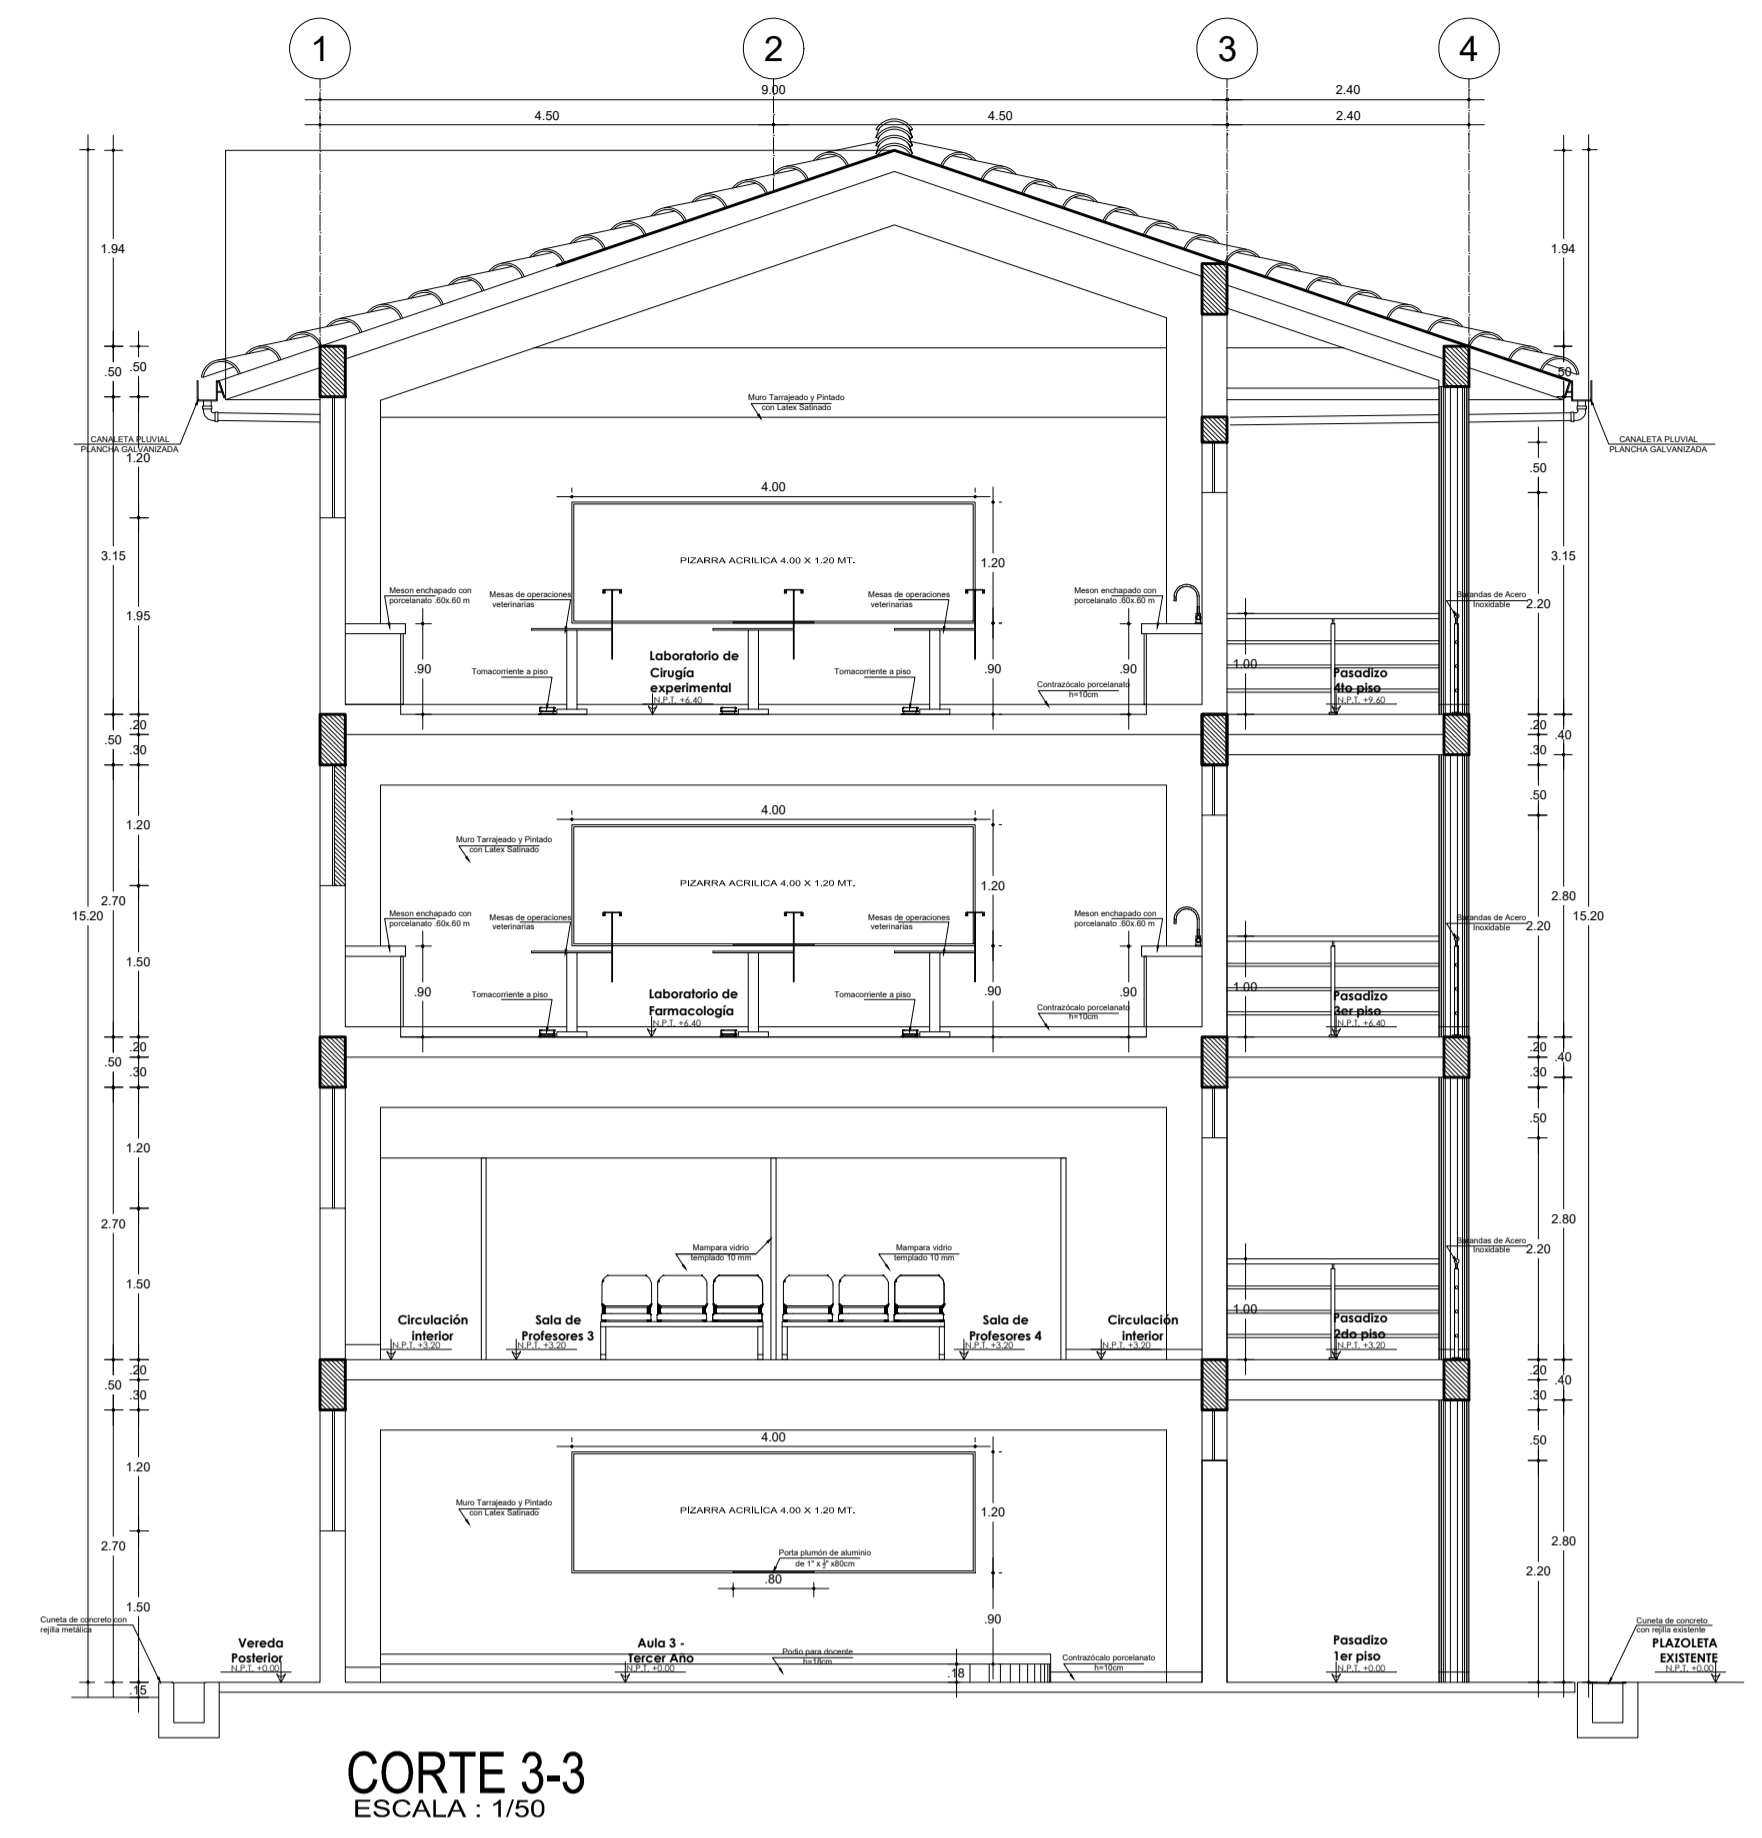 1 2 3 4
9.00 2.40
4.50 4.50 2.40
1.94 1.94
.50 .50 .50
Muro Tarrajeado y Pintado
con Latex Satinado
CANALETA PLUVIAL
PLANCHA GALVANIZADA
1.20
CANALETA PLUVIAL
PLANCHA GALVANIZADA
.50
4.00
3.15
PIZARRA ACRILICA 4.00 X 1.20 MT.
1.20
3.15
Meson enchapado con
porcelanato .60x.60 m
Mesas de operaciones
veterinarias
Mesas de operaciones
veterinarias
Meson enchapado con
porcelanato .60x.60 m
Barandas de Acero
Inoxidable
2.20
1.95
.90
Tomacorriente a piso
Laboratorio de
Cirugía
experimental
N.P.T. +6.40
Tomacorriente a piso
.90
.90
Contrazócalo porcelanato
h=10cm
1.00
Pasadizo
4to piso
N.P.T. +9.60
.20
.50
.30
.20
.40
.30
.50
4.00
1.20
Muro Tarrajeado y Pintado
con Latex Satinado
PIZARRA ACRILICA 4.00 X 1.20 MT.
1.20
2.70
2.80
15.20
15.20
Meson enchapado con
porcelanato .60x.60 m
Mesas de operaciones
veterinarias
Mesas de operaciones
veterinarias
Meson enchapado con
porcelanato .60x.60 m
Barandas de Acero
Inoxidable
2.20
1.50
.90
Tomacorriente a piso
Laboratorio de
Farmacología
N.P.T. +6.40
Tomacorriente a piso
.90
.90
Contrazócalo porcelanato
h=10cm
1.00
Pasadizo
3er piso
N.P.T. +6.40
.20
.50
.30
.20
.40
.30
.50
1.20
2.70
2.80
Mampara vidrio
templado 10 mm
Mampara vidrio
templado 10 mm
Barandas de Acero
Inoxidable
2.20
1.50
Circulación
interior
N.P.T. +3.20
Sala de
Profesores 3
N.P.T. +3.20
Sala de
Profesores 4
N.P.T. +3.20
Circulación
interior
N.P.T. +3.20
1.00
Pasadizo
2do piso
N.P.T. +3.20
.20
.50
.30
.20
.40
.30
.50
4.00
1.20
Muro Tarrajeado y Pintado
con Latex Satinado
PIZARRA ACRILICA 4.00 X 1.20 MT.
1.20
2.70
2.80
Porta plumón de aluminio
de 1" x ½" x80cm
.80
2.20
1.50
.90
Cuneta de concreto con
rejilla metálica
Vereda
Posterior
N.P.T. +0.00
Aula 3 -
Tercer Año
N.P.T. +0.00
Podio para docente
h=18cm
.18
Contrazócalo porcelanato
h=10cm
Pasadizo
1er piso
N.P.T. +0.00
Cuneta de concreto
con rejilla existente
PLAZOLETA
EXISTENTE
N.P.T. +0.00
.15
CORTE 3-3
ESCALA : 1/50